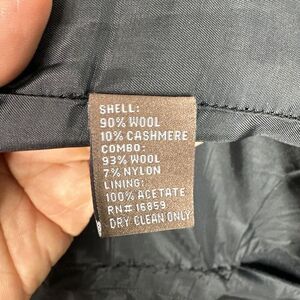 SHELL:
90% WOOL
10% CASHMERE
COMBO:
93% WOOL
7% NYLON
LINING:
100% ACETATE
RN# 16859
DRY CLEAN ONLY